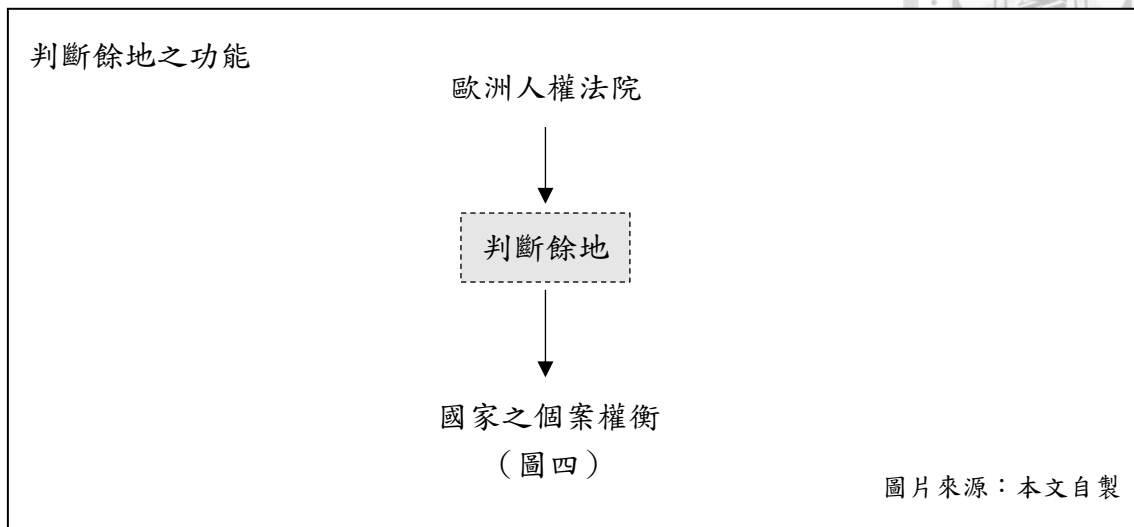 判斷餘地之功能
歐洲人權法院
判斷餘地
國家之個案權衡
（圖四）
圖片來源：本文自製